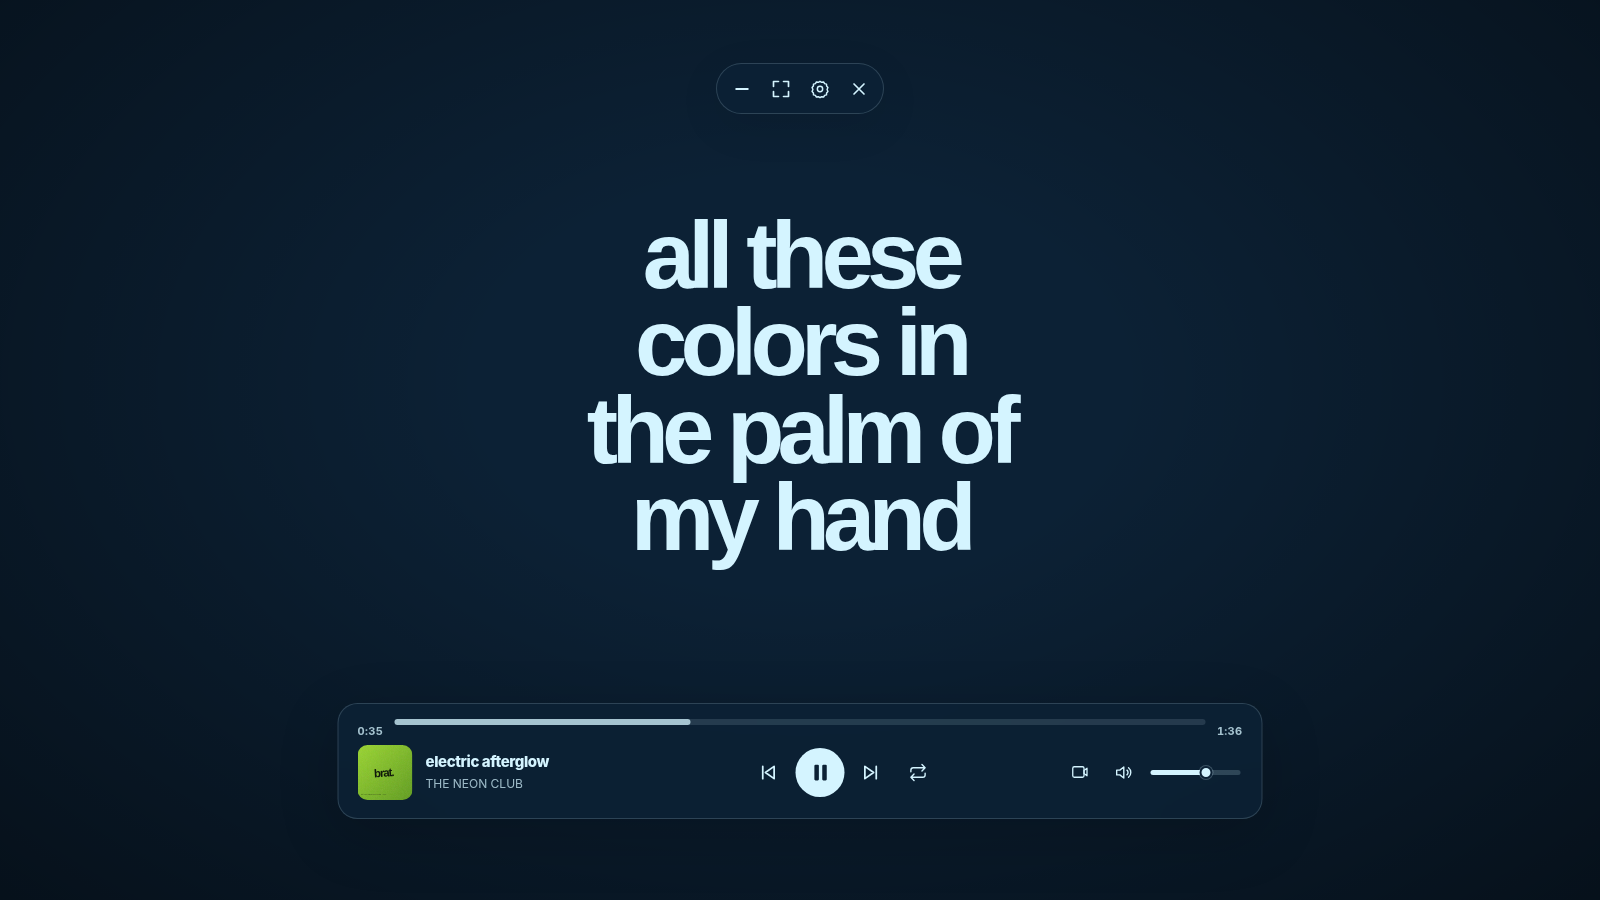 all these
colors in
the palm of
my hand
0:35
1:36
brat.
electric afterglow
THE NEON CLUB